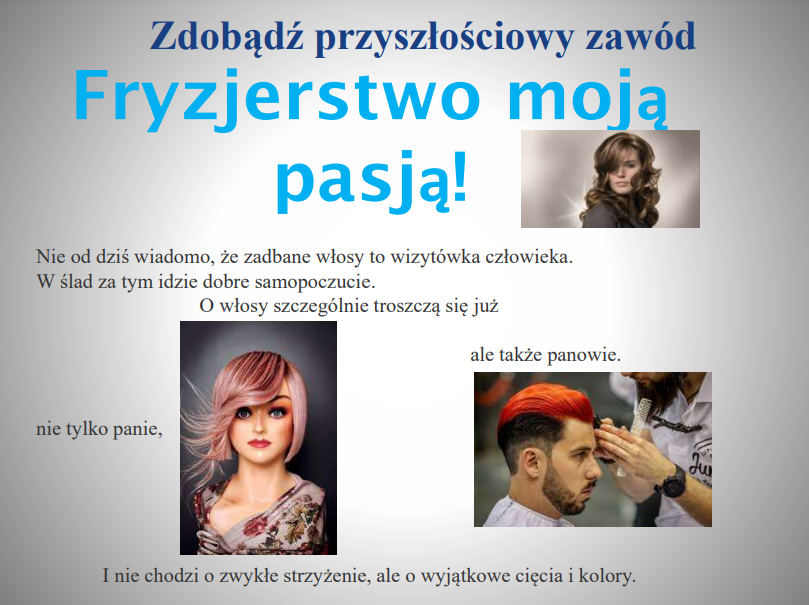 Zdobądź przyszłościowy zawód
Fryzjerstwo moją
pasją!
Nie od dziś wiadomo, że zadbane włosy to wizytówka człowieka.
W ślad za tym idzie dobre samopoczucie.
O włosy szczególnie troszczą się już
nie tylko panie,
ale także panowie.
I nie chodzi o zwykłe strzyżenie, ale o wyjątkowe cięcia i kolory.